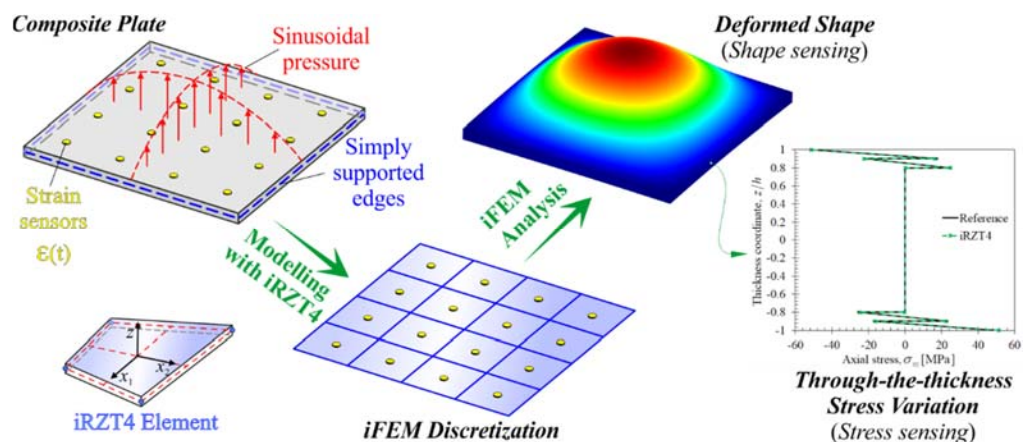 Composite Plate
Sinusoidal
pressure
Simply
supported
edges
Strain
sensors
ε(t)
Modelling
with iRZT4
iRZT4 Element
z
x₁
x₂
iFEM Discretization
iFEM
Analysis
Deformed Shape
(Shape sensing)
Thickness coordinate, z/h
1
0.8
0.6
0.4
0.2
0
-0.2
-0.4
-0.6
-0.8
-1
Reference
iRZT4
-60 -40 -20 0 20 40 60
Axial stress, σ₁₁ [MPa]
Through-the-thickness
Stress Variation
(Stress sensing)